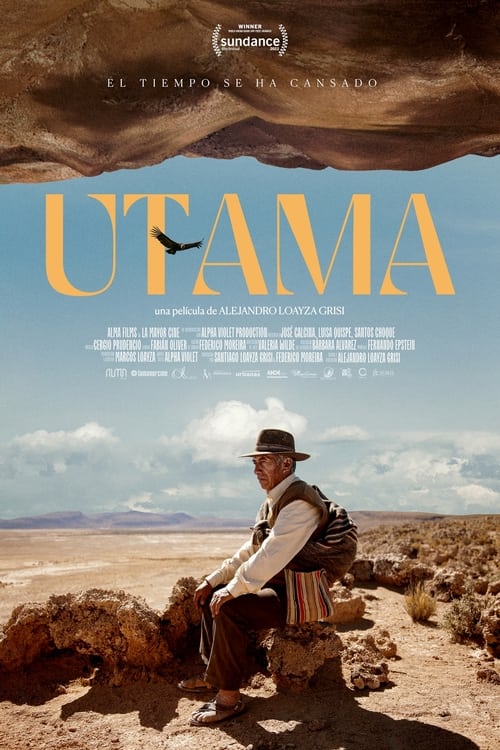 WINNER
sundance
EL TIEMPO SE HA CANSADO
UTAMA
una película de ALEJANDRO LOAYZA GRISI
ALMA FILMS LA MAYOR CINE ALPHA VIOLET PRODUCTION JOSÉ CALCINA, LUISA QUISPE, SANTOS CHOQUE
SERGIO PRUDENCIO FABIÁN OLIVER FEDERICO MOREIRA VALERIA WILDE BÁRBARA ALVAREZ FERNANDO EPSTEIN
MARCOS LOAYZA ALPHA VIOLET SANTIAGO LOAYZA GRISI, FEDERICO MOREIRA ALEJANDRO LOAYZA GRISI